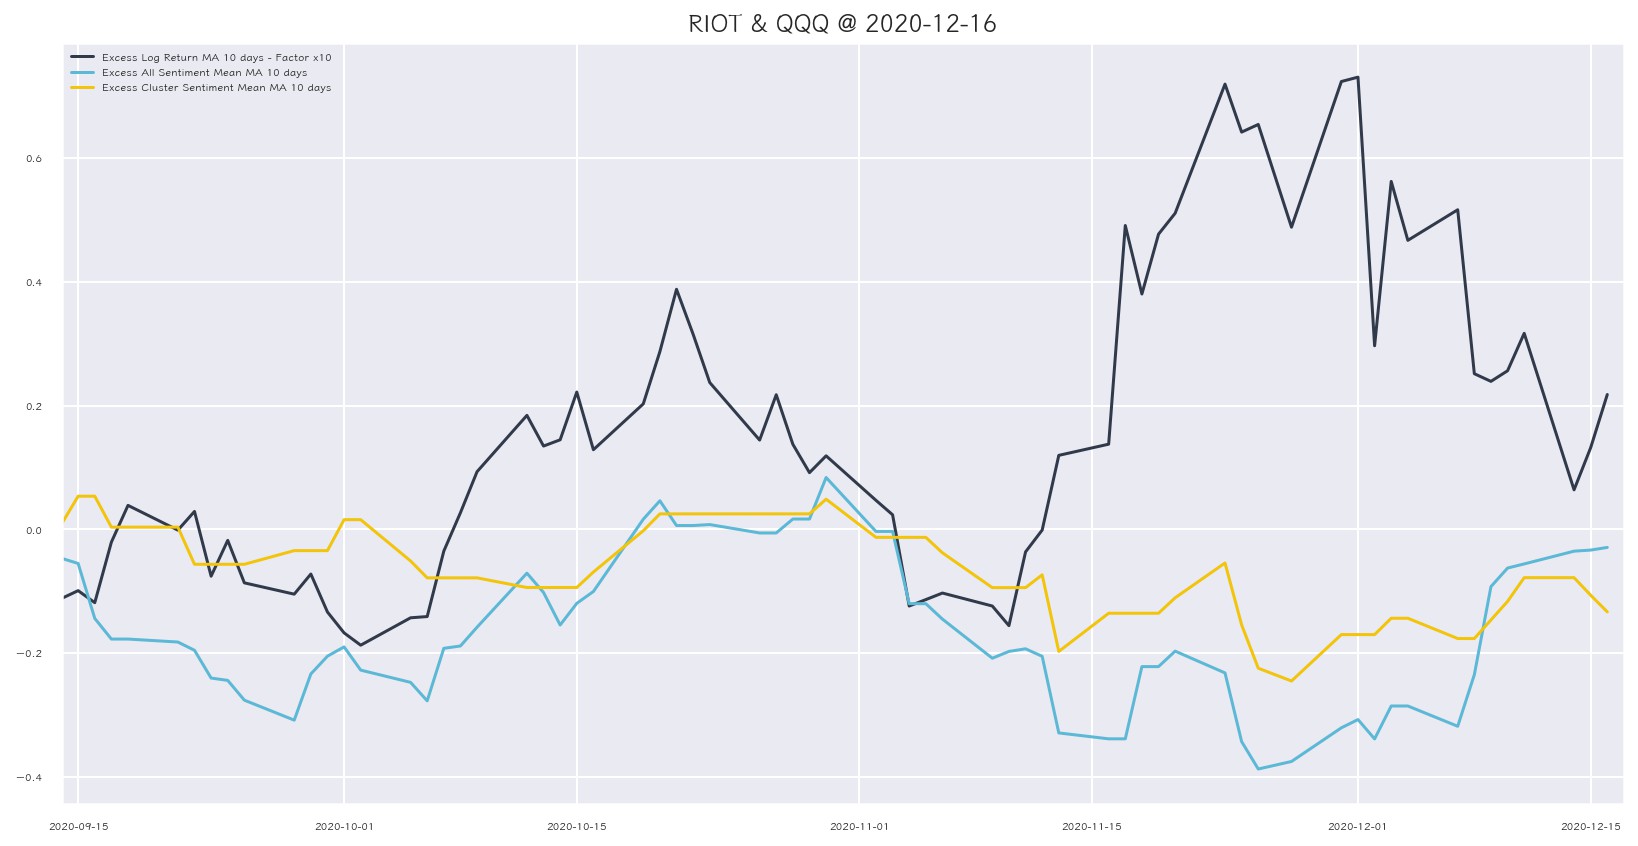 RIOT & QQQ @ 2020-12-16
Excess Log Return MA 10 days - Factor x10
Excess All Sentiment Mean MA 10 days
Excess Cluster Sentiment Mean MA 10 days
0.6
0.4
0.2
0.0
−0.2
−0.4
2020-09-15 2020-10-01 2020-10-15 2020-11-01 2020-11-15 2020-12-01 2020-12-15